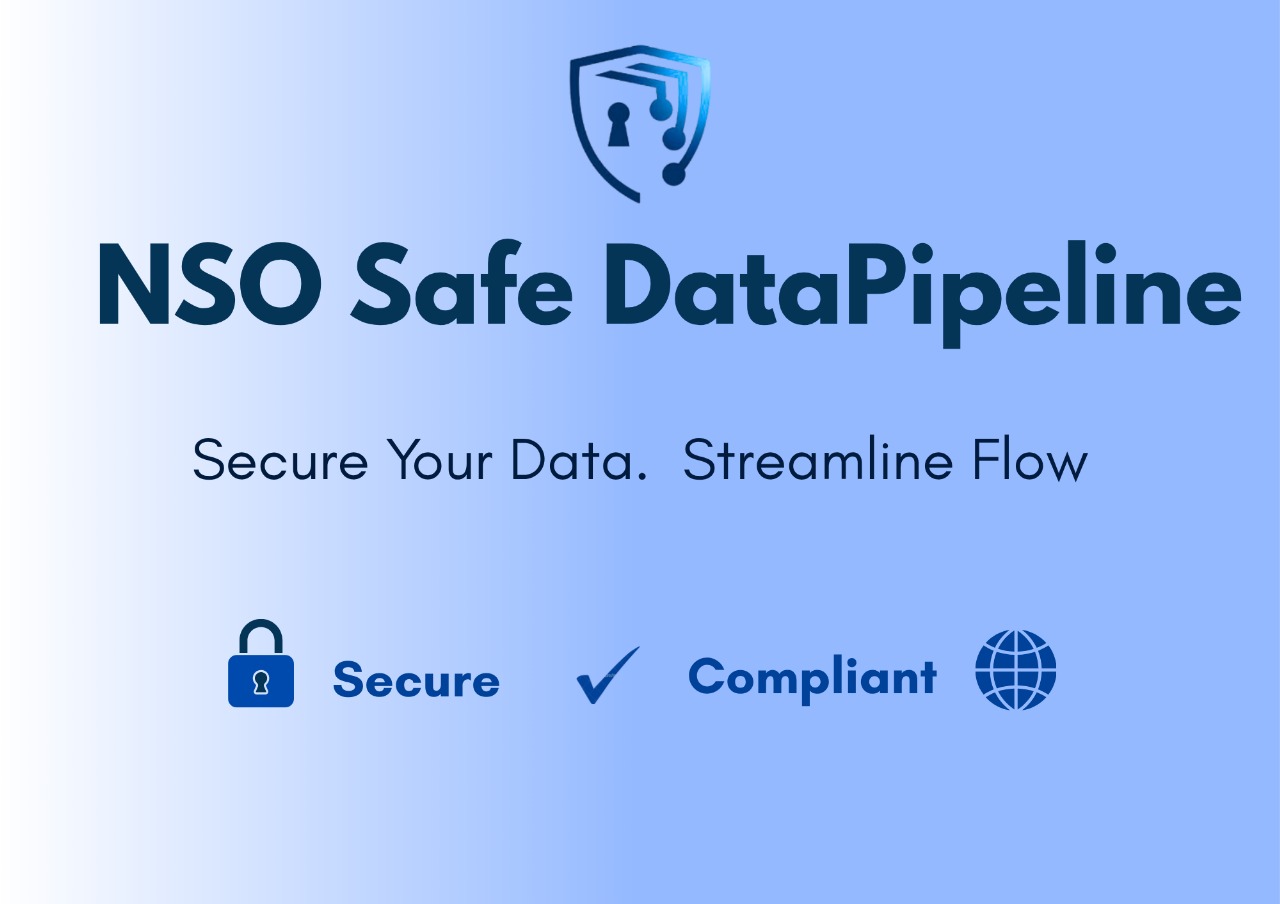 NSO Safe DataPipeline
Secure Your Data. Streamline Flow
Secure Compliant